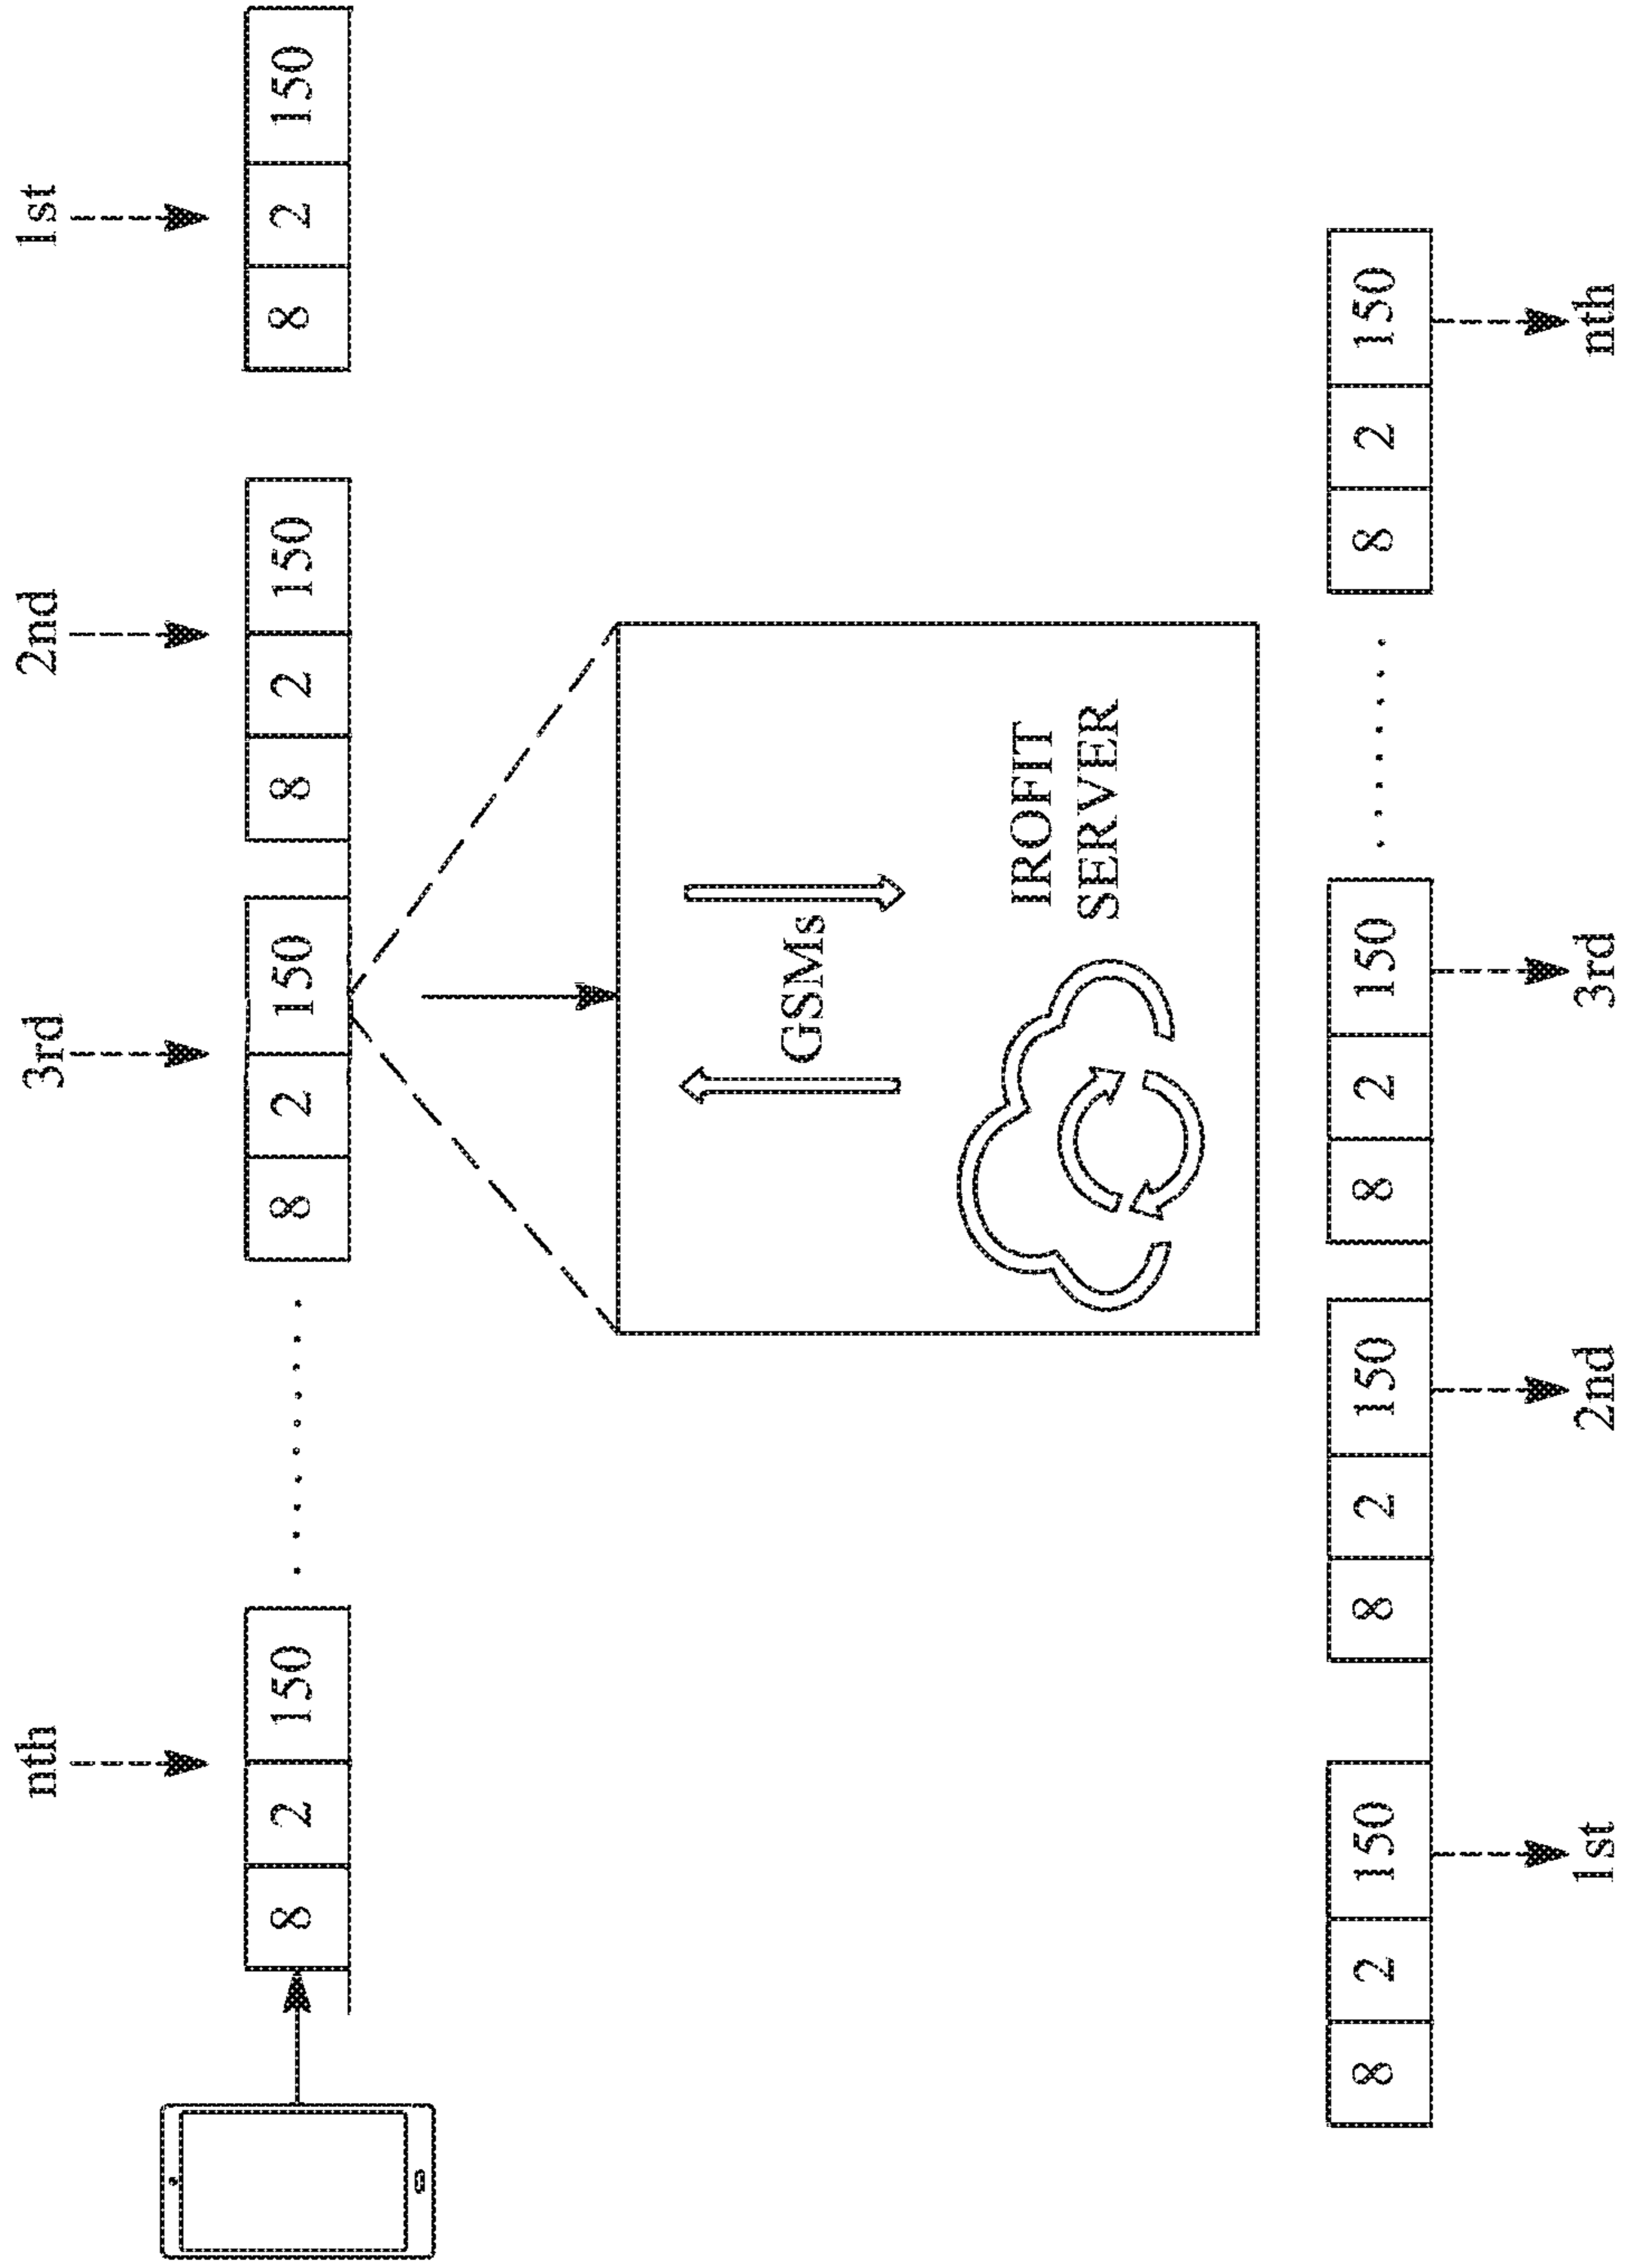 nth 3rd 2nd 1st
8 2 150 .......... 8 2 150 8 2 150 8 2 150
GSMs
IROFIT
SERVER
8 2 150 8 2 150 8 2 150 ........ 8 2 150
1st 2nd 3rd nth